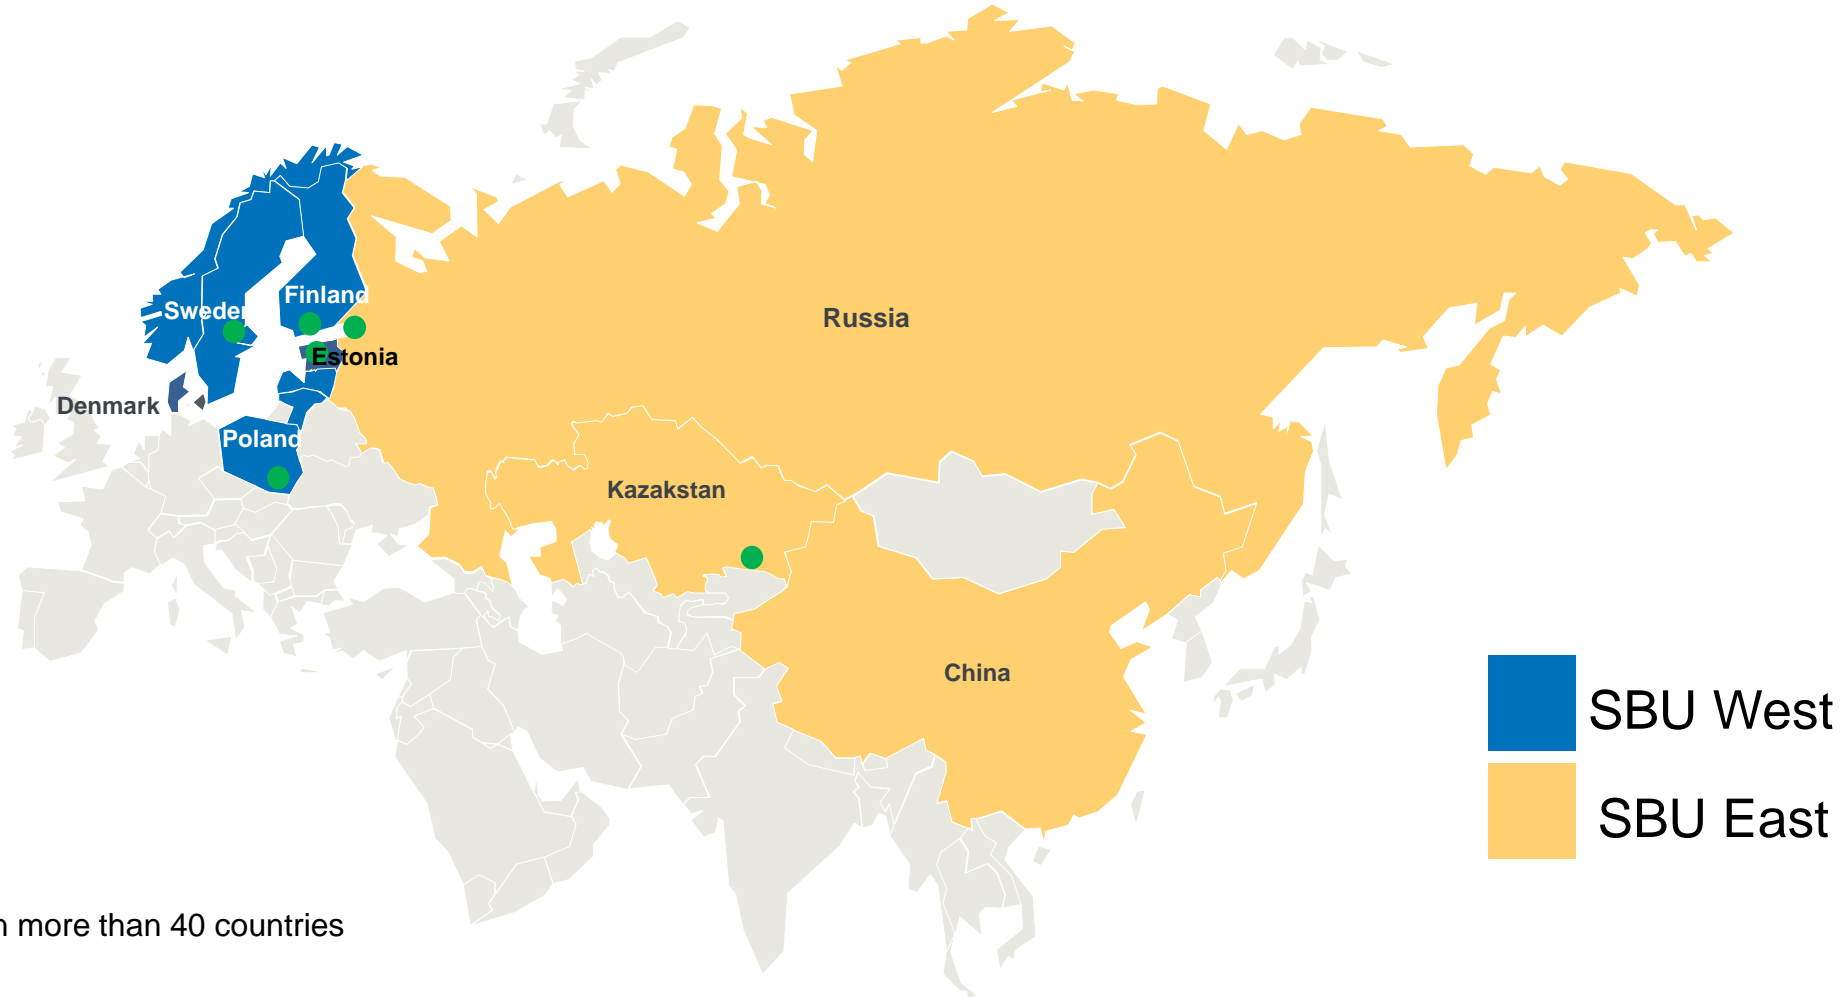 Finland
Sweden
Russia
Estonia
Denmark
Poland
Kazakstan
China
SBU West
SBU East
n more than 40 countries